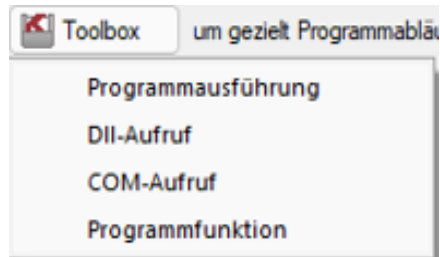 Toolbox um gezielt Programmabläu
Programmausführung
Dll-Aufruf
COM-Aufruf
Programmfunktion